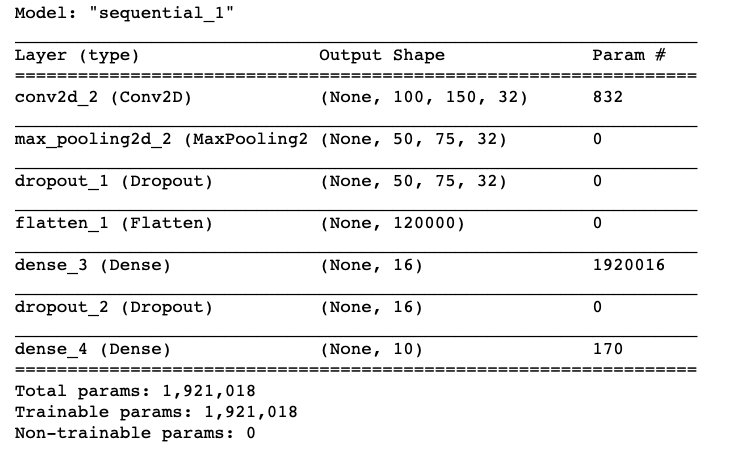 Model: "sequential_1"
Layer (type) Output Shape Param #
conv2d_2 (Conv2D) (None, 100, 150, 32) 832
max_pooling2d_2 (MaxPooling2 (None, 50, 75, 32) 0
dropout_1 (Dropout) (None, 50, 75, 32) 0
flatten_1 (Flatten) (None, 120000) 0
dense_3 (Dense) (None, 16) 1920016
dropout_2 (Dropout) (None, 16) 0
dense_4 (Dense) (None, 10) 170
Total params: 1,921,018
Trainable params: 1,921,018
Non-trainable params: 0